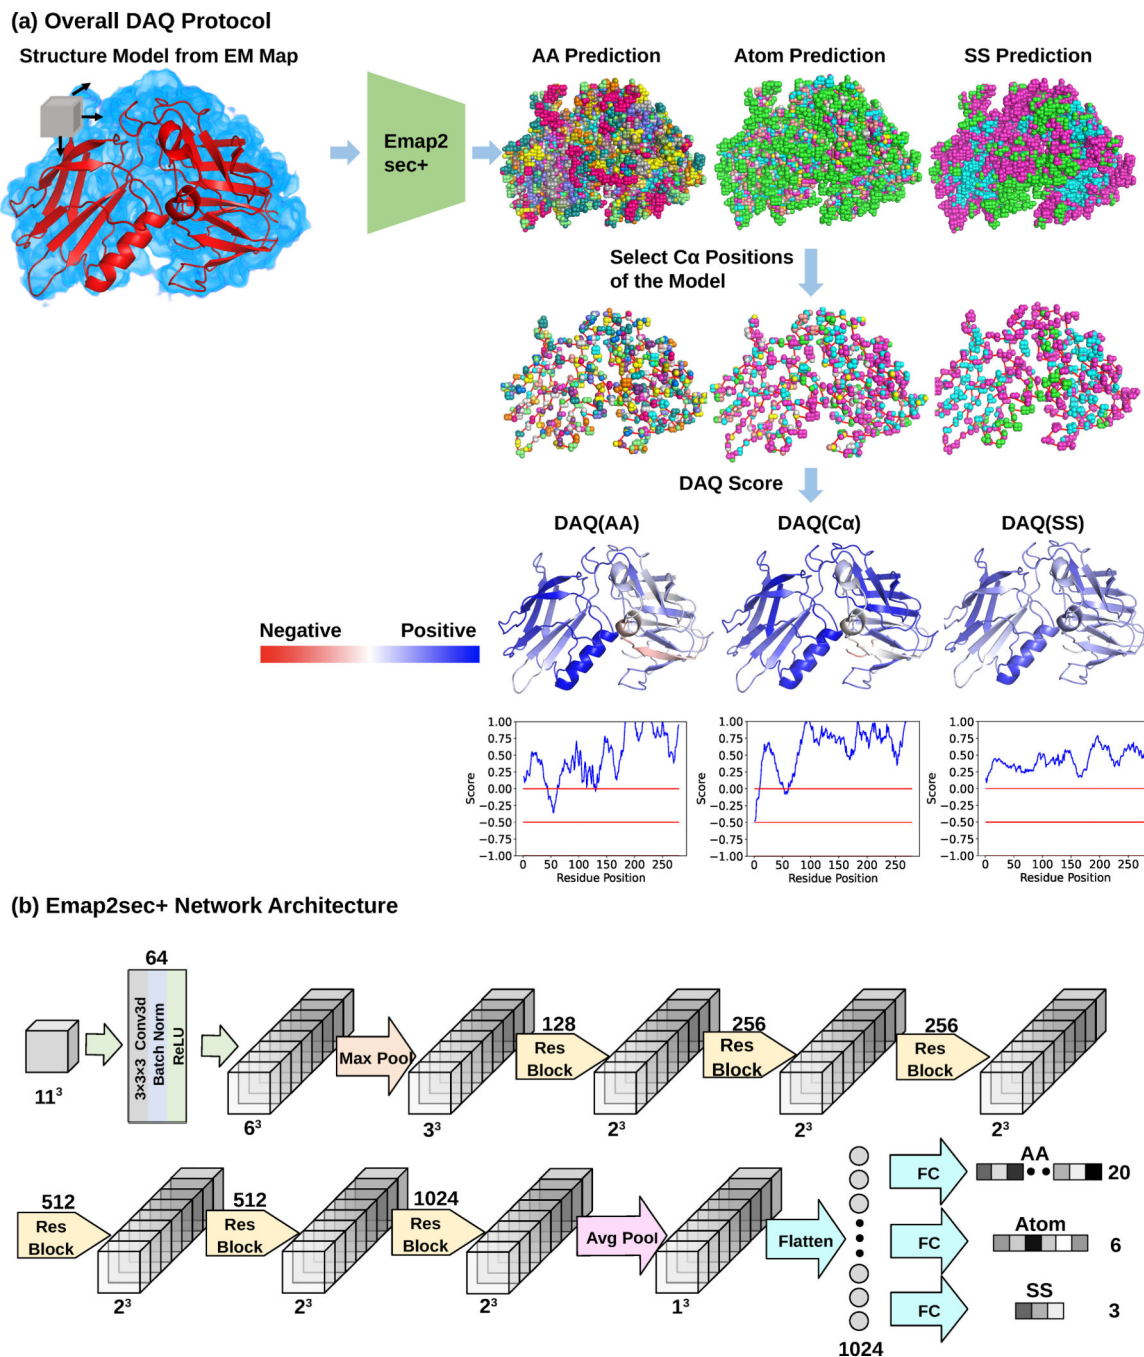 (a) Overall DAQ Protocol
Structure Model from EM Map
AA Prediction
Atom Prediction
SS Prediction
Emap2
sec+
Select Cα Positions
of the Model
DAQ Score
DAQ(AA)
DAQ(Cα)
DAQ(SS)
Negative
Positive
Score
1.00
0.75
0.50
0.25
0.00
−0.25
−0.50
−0.75
−1.00
0 50 100 150 200 250
Residue Position
Score
1.00
0.75
0.50
0.25
0.00
−0.25
−0.50
−0.75
−1.00
0 50 100 150 200 250
Residue Position
Score
1.00
0.75
0.50
0.25
0.00
−0.25
−0.50
−0.75
−1.00
0 50 100 150 200 250
Residue Position
(b) Emap2sec+ Network Architecture
11³
64
3×3×3 Conv3d
Batch Norm
ReLU
6³
Max Pool
3³
128
Res
Block
2³
256
Res
Block
2³
256
Res
Block
2³
512
Res
Block
2³
512
Res
Block
2³
1024
Res
Block
2³
Avg Pool
1³
Flatten
1024
FC
AA
20
FC
Atom
6
FC
SS
3